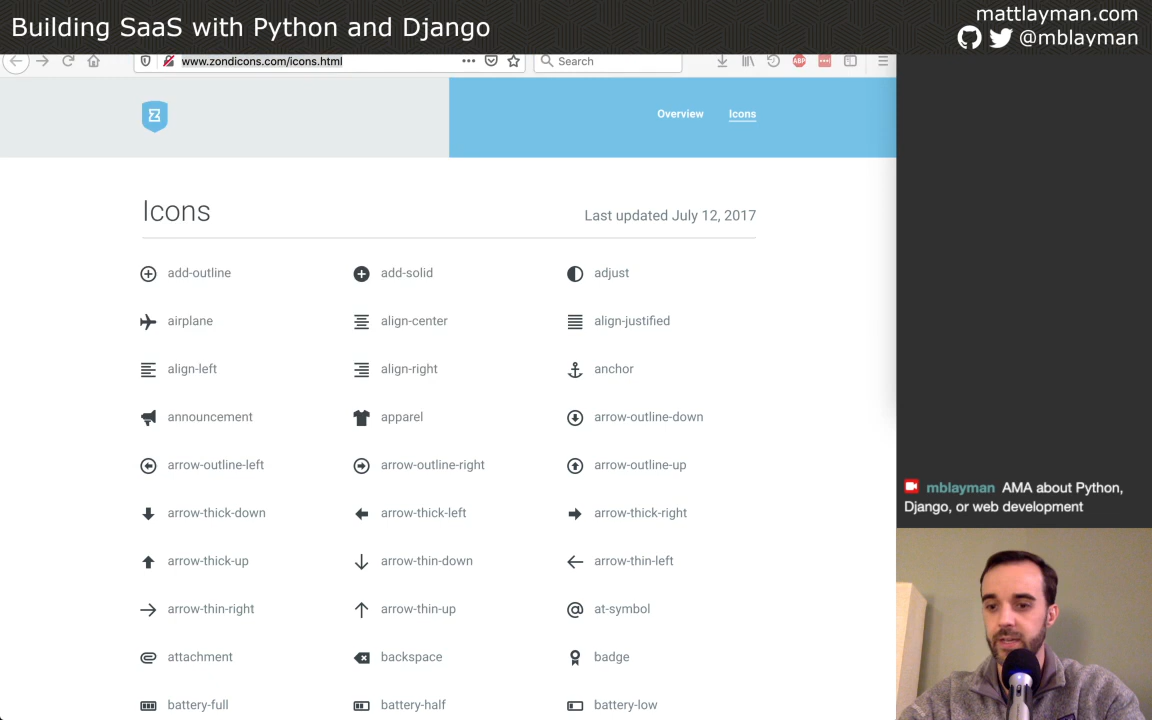 Building SaaS with Python and Django
mattlayman.com
@mblayman
www.zondicons.com/icons.html
Search
ABP
Z
Overview
Icons
Icons
Last updated July 12, 2017
add-outline
add-solid
adjust
airplane
align-center
align-justified
align-left
align-right
anchor
announcement
apparel
arrow-outline-down
arrow-outline-left
arrow-outline-right
arrow-outline-up
arrow-thick-down
arrow-thick-left
arrow-thick-right
arrow-thick-up
arrow-thin-down
arrow-thin-left
arrow-thin-right
arrow-thin-up
at-symbol
attachment
backspace
badge
battery-full
battery-half
battery-low
mblayman AMA about Python,
Django, or web development